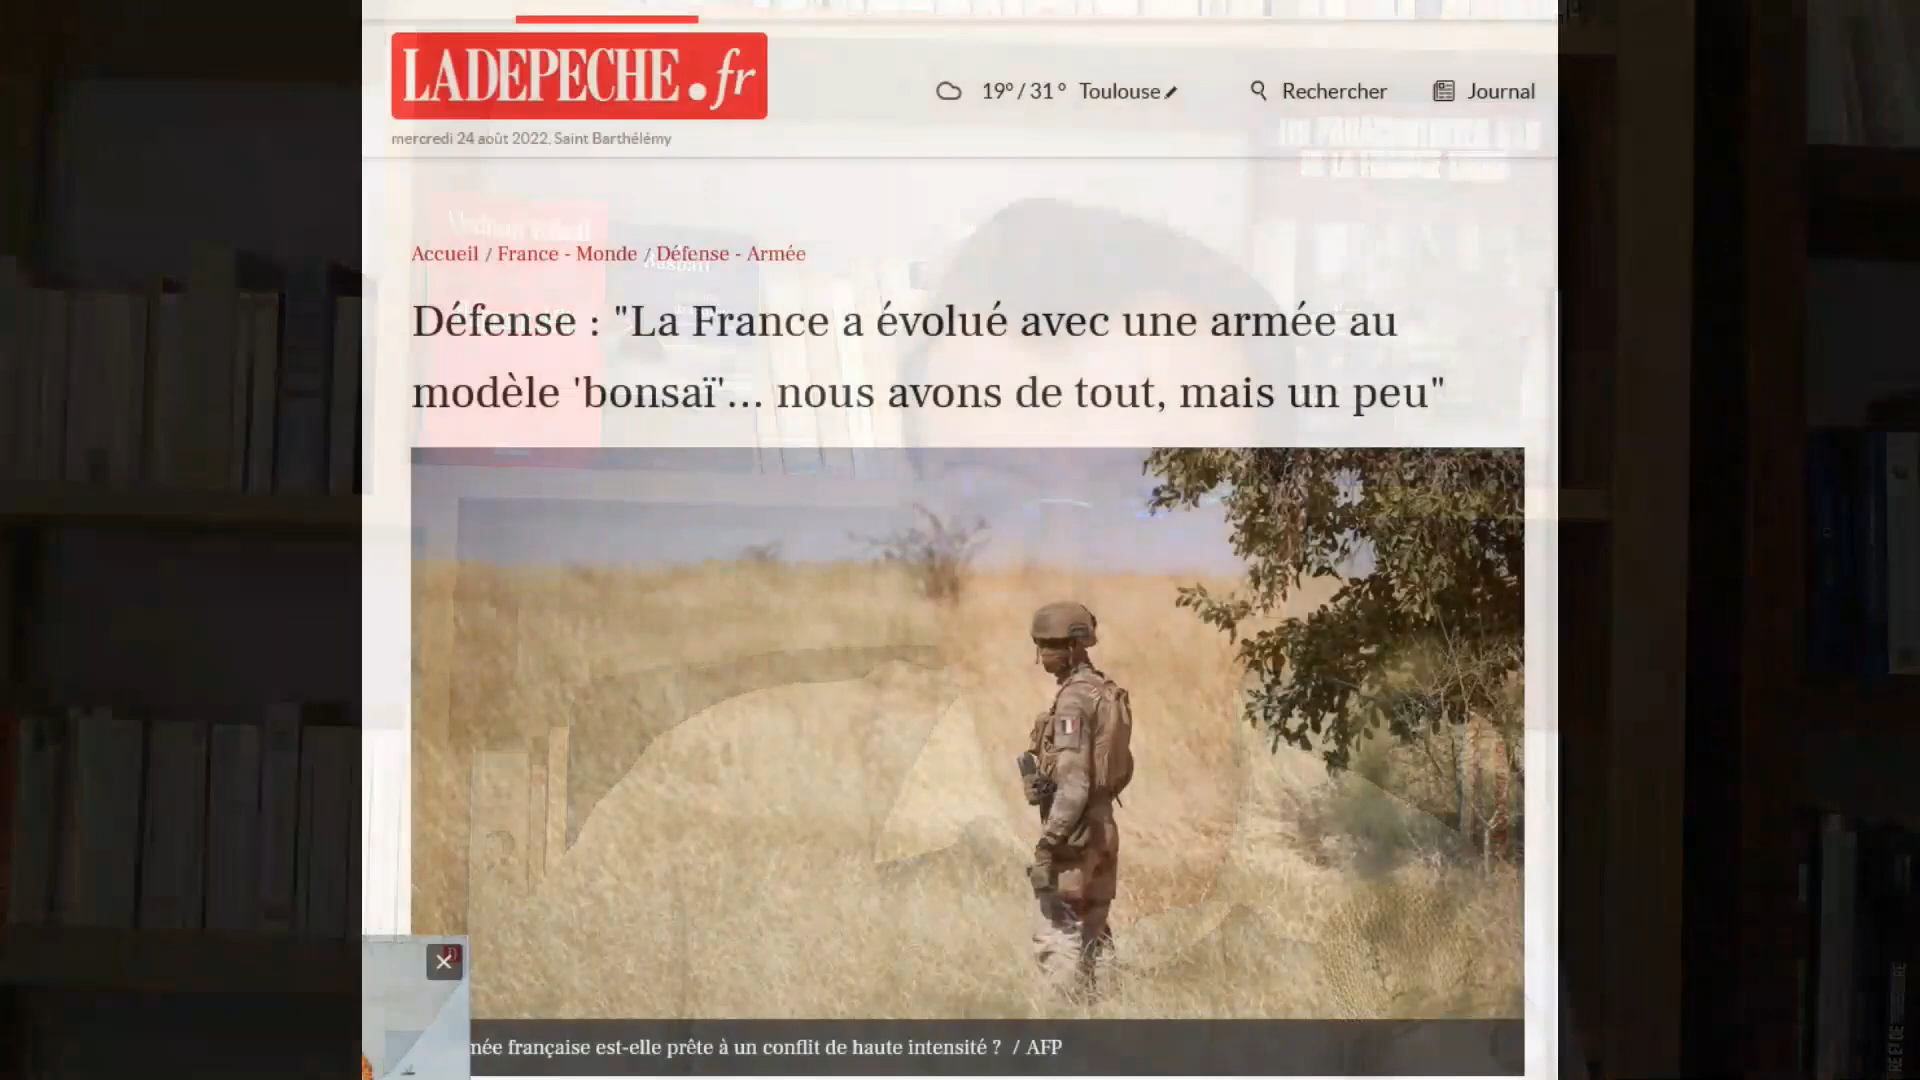 LADEPECHE.fr
19° / 31° Toulouse
Rechercher
Journal
mercredi 24 août 2022, Saint Barthélémy
Accueil / France - Monde / Défense - Armée
Défense : "La France a évolué avec une armée au
modèle 'bonsaï'... nous avons de tout, mais un peu"
née française est-elle prête à un conflit de haute intensité ? / AFP